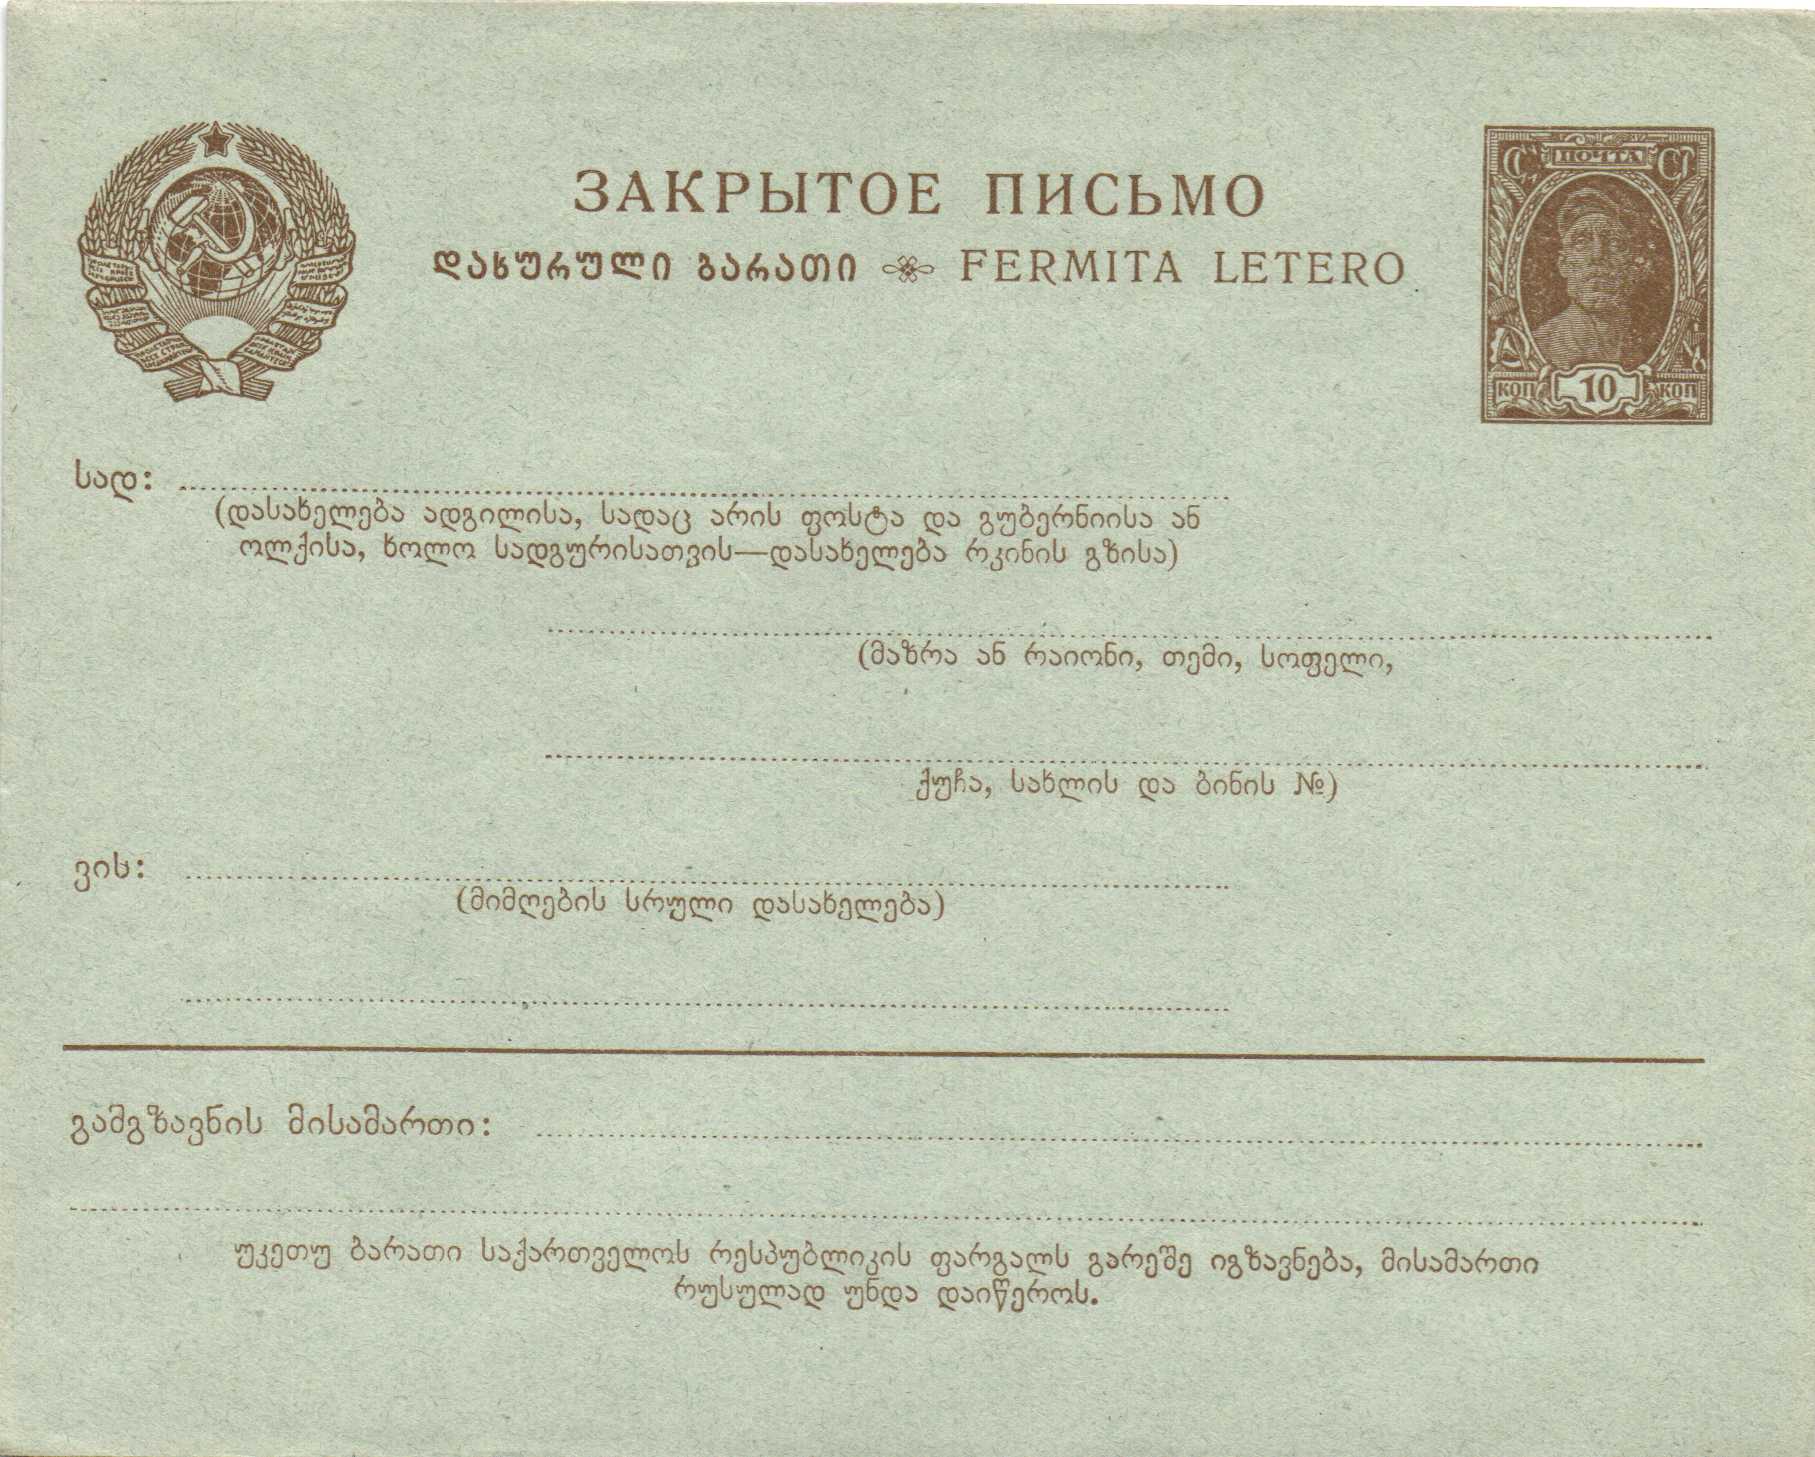 ЗАКРЫТОЕ ПИСЬМО
დახურული ბარათი FERMITA LETERO
ПОЧТА
С С
КОП 10 КОП
სად:
(დასახელება ადგილისა, სადაც არის ფოსტა და გუბერნიისა ან
ოლქისა, ხოლო სადგურისათვის—დასახელება რკინის გზისა)
(მაზრა ან რაიონი, თემი, სოფელი,
ქუჩა, სახლის და ბინის №)
ვის:
(მიმღების სრული დასახელება)
გამგზავნის მისამართი:
უკეთუ ბარათი საქართველოს რესპუბლიკის ფარგალს გარეშე იგზავნება, მისამართი
რუსულად უნდა დაიწეროს.